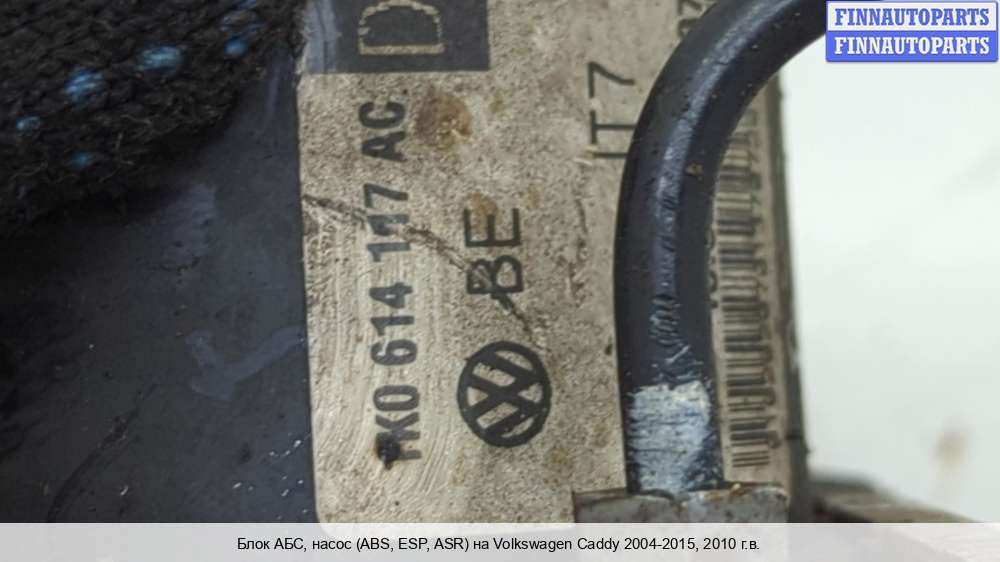 FINNAUTOPARTS
FINNAUTOPARTS
D
1K0 614 117 AC
BE
IT7
Блок АБС, насос (ABS, ESP, ASR) на Volkswagen Caddy 2004-2015, 2010 г.в.